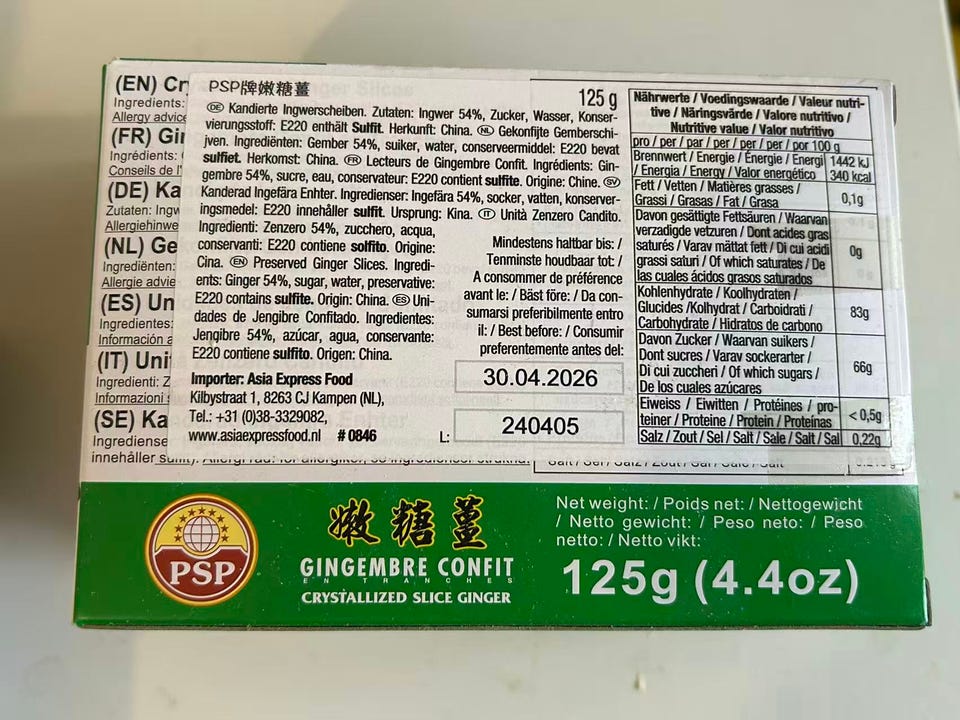 (EN) Cry
Ingredients:
Allergy advice
(FR) Gin
Ingrédients:
Conseils de l'
(DE) Ka
Zutaten: Ingw
Allergiehinwe
(NL) Ge
Ingrediënten:
Allergie advie
(ES) Un
Ingredientes:
Información a
(IT) Unit
Ingredienti: Z
Informazioni
(SE) Ka
Ingrediense
innehåller
PSP牌嫩糖薑
125 g
DE Kandierte Ingwerscheiben. Zutaten: Ingwer 54%, Zucker, Wasser, Konser-
vierungsstoff: E220 enthält Sulfit. Herkunft: China. NL Gekonfijte Gemberschi-
jven. Ingrediënten: Gember 54%, suiker, water, conserveermiddel: E220 bevat
sulfiet. Herkomst: China. FR Lecteurs de Gingembre Confit. Ingrédients: Gin-
gembre 54%, sucre, eau, conservateur: E220 contient sulfite. Origine: Chine. SV
Kanderad Ingefära Enhter. Ingredienser: Ingefära 54%, socker, vatten, konserver-
ingsmedel: E220 innehåller sulfit. Ursprung: Kina. IT Unità Zenzero Candito.
Ingredienti: Zenzero 54%, zucchero, acqua,
conservanti: E220 contiene solfito. Origine:
Cina. EN Preserved Ginger Slices. Ingredi-
ents: Ginger 54%, sugar, water, preservative:
E220 contains sulfite. Origin: China. ES Uni-
dades de Jengibre Confitado. Ingredientes:
Jengibre 54%, azúcar, agua, conservante:
E220 contiene sulfito. Origen: China.
Importer: Asia Express Food
Kilbystraat 1, 8263 CJ Kampen (NL),
Tel.: +31 (0)38-3329082,
www.asiaexpressfood.nl # 0846
Mindestens haltbar bis: /
Tenminste houdbaar tot: /
A consommer de préférence
avant le: / Bäst före: / Da con-
sumarsi preferibilmente entro
il: / Best before: / Consumir
preferentemente antes del:
30.04.2026
L: 240405
Nährwerte / Voedingswaarde / Valeur nutri-
tive / Näringsvärde / Valore nutritivo /
Nutritive value / Valor nutritivo
pro / per / par / per / per / per / por 100 g
Brennwert / Energie / Énergie / Energi 1442 kJ
/ Energia / Energy / Valor energético 340 kcal
Fett / Vetten / Matières grasses /
Grassi / Grasas / Fat / Grasa 0,1g
Davon gesättigte Fettsäuren / Waarvan
verzadigde vetzuren / Dont acides gras
saturés / Varav mättat fett / Di cui acidi 0g
grassi saturi / Of which saturates / De
las cuales ácidos grasos saturados
Kohlenhydrate / Koolhydraten /
Glucides /Kolhydrat / Carboidrati / 83g
Carbohydrate / Hidratos de carbono
Davon Zucker / Waarvan suikers /
Dont sucres / Varav sockerarter /
Di cui zuccheri / Of which sugars / 66g
De los cuales azúcares
Eiweiss / Eiwitten / Protéines / pro-
teiner / Proteine / Protein / Proteínas < 0,5g
Salz / Zout / Sel / Salt / Sale / Salt / Sal 0,22g
PSP
嫩糖薑
GINGEMBRE CONFIT
EN TRANCHES
CRYSTALLIZED SLICE GINGER
Net weight: / Poids net: / Nettogewicht
/ Netto gewicht: / Peso neto: / Peso
netto: / Netto vikt:
125g (4.4oz)